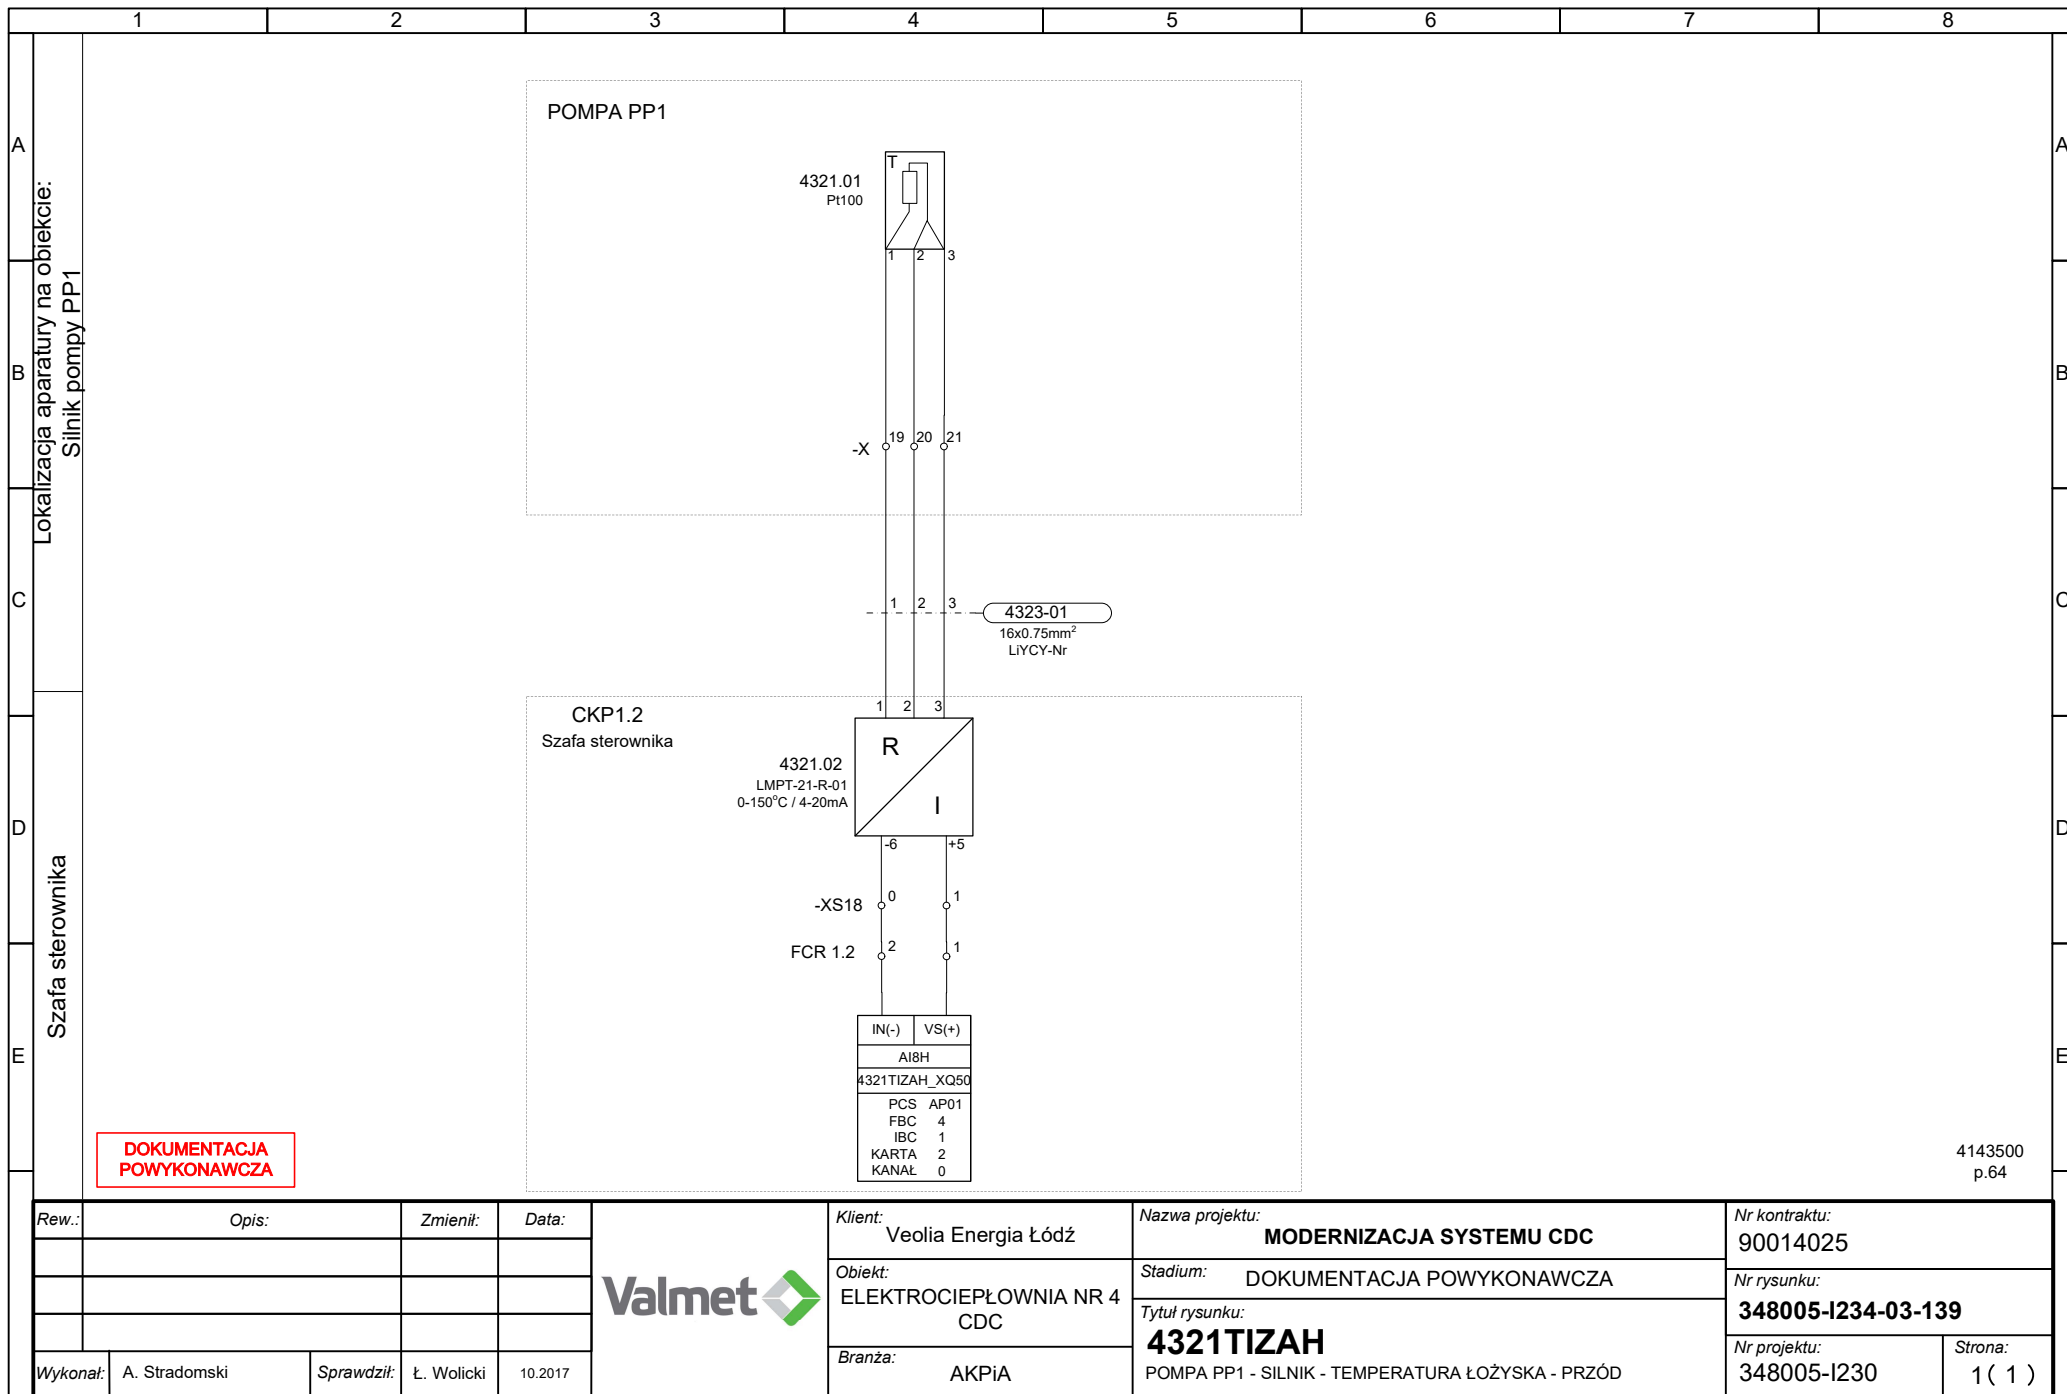 1 2 3 4 5 6 7 8
A
B
C
D
E
A
B
C
D
E
Lokalizacja aparatury na obiekcie:
Silnik pompy PP1
Szafa sterownika
POMPA PP1
T
4321.01
Pt100
1 2 3
-X 19 20 21
1 2 3
4323-01
16x0.75mm²
LiYCY-Nr
CKP1.2
Szafa sterownika
1 2 3
R
I
4321.02
LMPT-21-R-01
0-150°C / 4-20mA
-6 +5
-XS18 0 1
FCR 1.2 2 1
IN(-) VS(+)
AI8H
4321TIZAH_XQ50
PCS AP01
FBC 4
IBC 1
KARTA 2
KANAŁ 0
DOKUMENTACJA
POWYKONAWCZA
4143500
p.64
Rew.: Opis: Zmienił: Data:
Wykonał: A. Stradomski Sprawdził: Ł. Wolicki 10.2017
Valmet
Klient:
Veolia Energia Łódź
Obiekt:
ELEKTROCIEPŁOWNIA NR 4
CDC
Branża:
AKPiA
Nazwa projektu:
MODERNIZACJA SYSTEMU CDC
Stadium: DOKUMENTACJA POWYKONAWCZA
Tytuł rysunku:
4321TIZAH
POMPA PP1 - SILNIK - TEMPERATURA ŁOŻYSKA - PRZÓD
Nr kontraktu:
90014025
Nr rysunku:
348005-I234-03-139
Nr projektu:
348005-I230
Strona:
1( 1 )